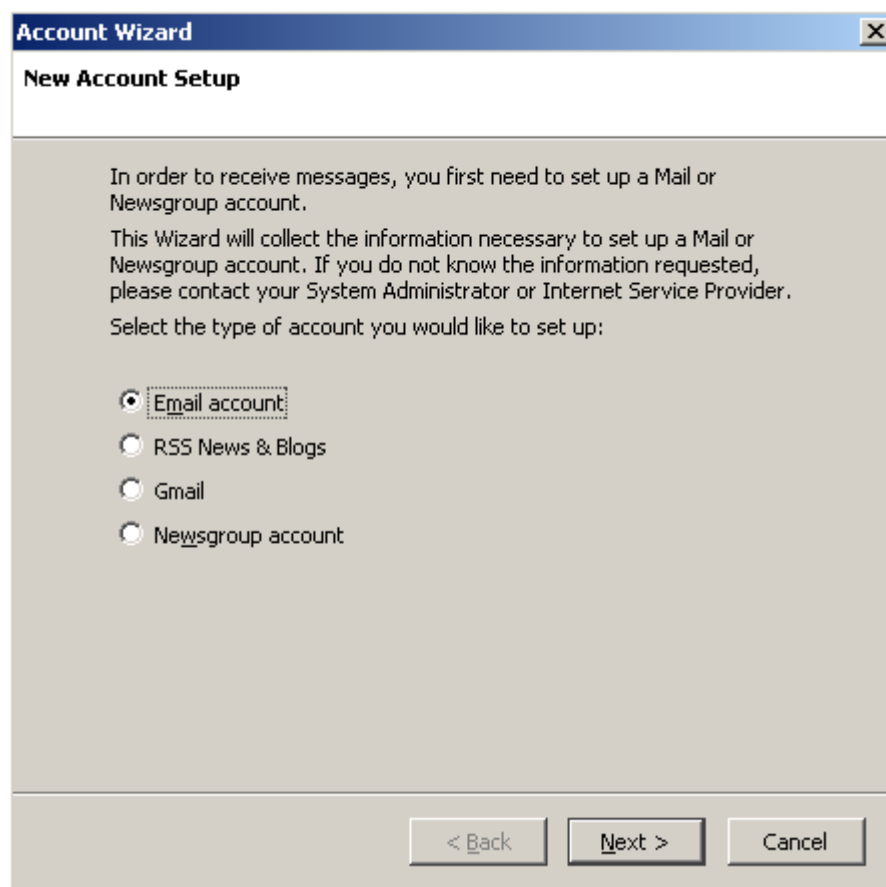 Account Wizard
New Account Setup
In order to receive messages, you first need to set up a Mail or
Newsgroup account.
This Wizard will collect the information necessary to set up a Mail or
Newsgroup account. If you do not know the information requested,
please contact your System Administrator or Internet Service Provider.
Select the type of account you would like to set up:
Email account
RSS News & Blogs
Gmail
Newsgroup account
< Back Next > Cancel